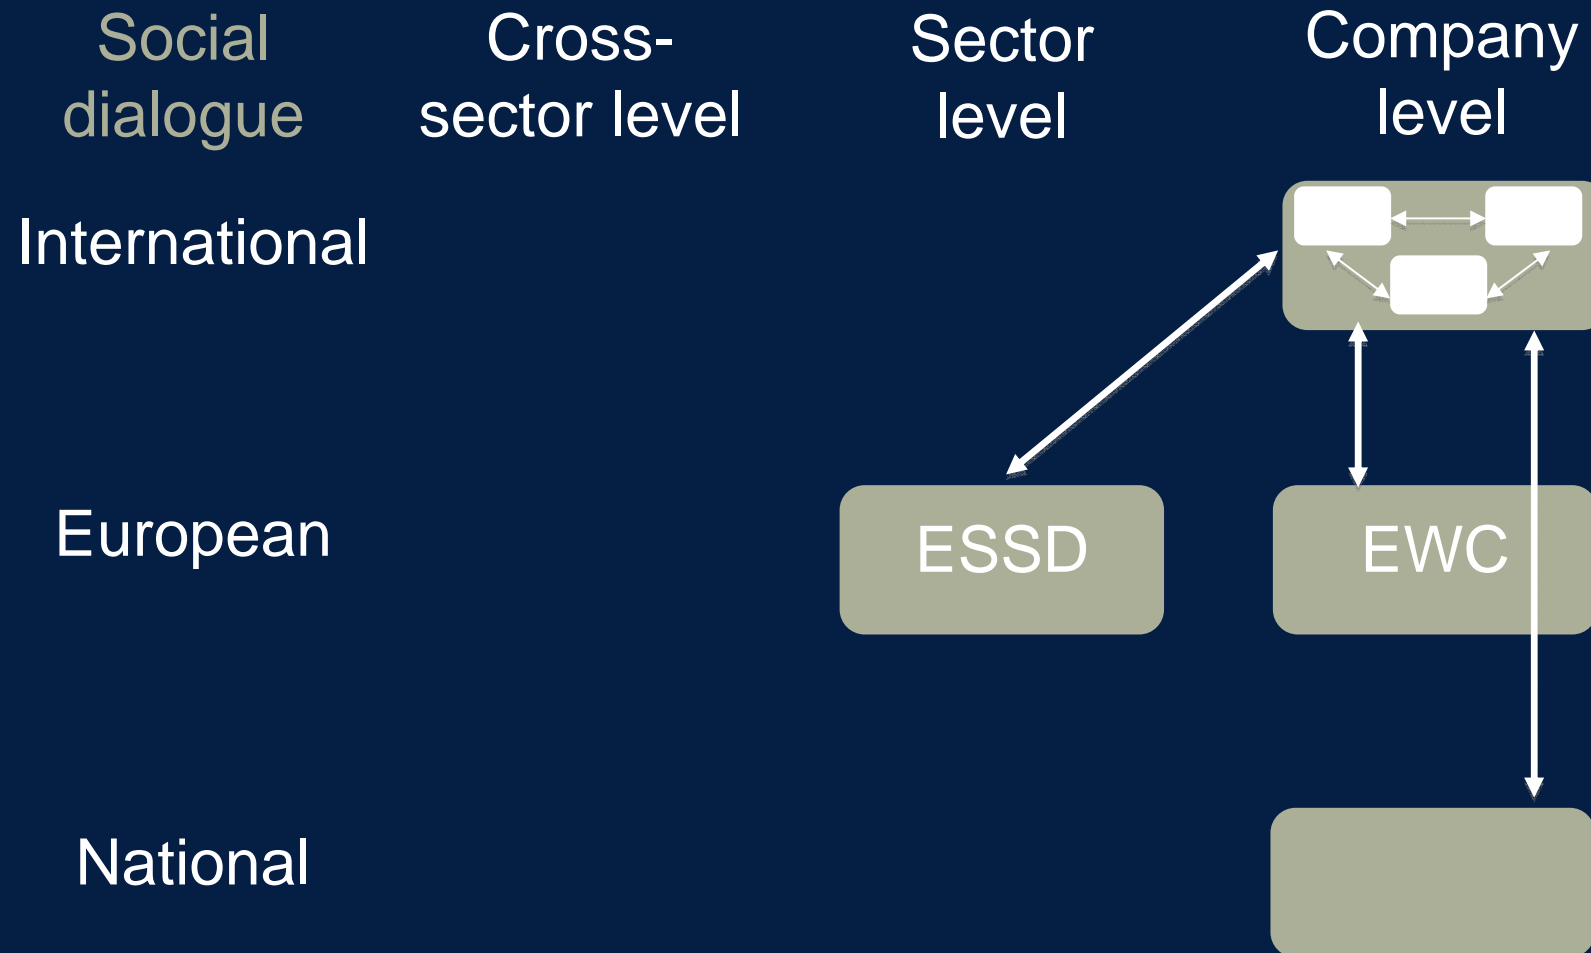 Social
dialogue
Cross-
sector level
Sector
level
Company
level
International
European
ESSD
EWC
National